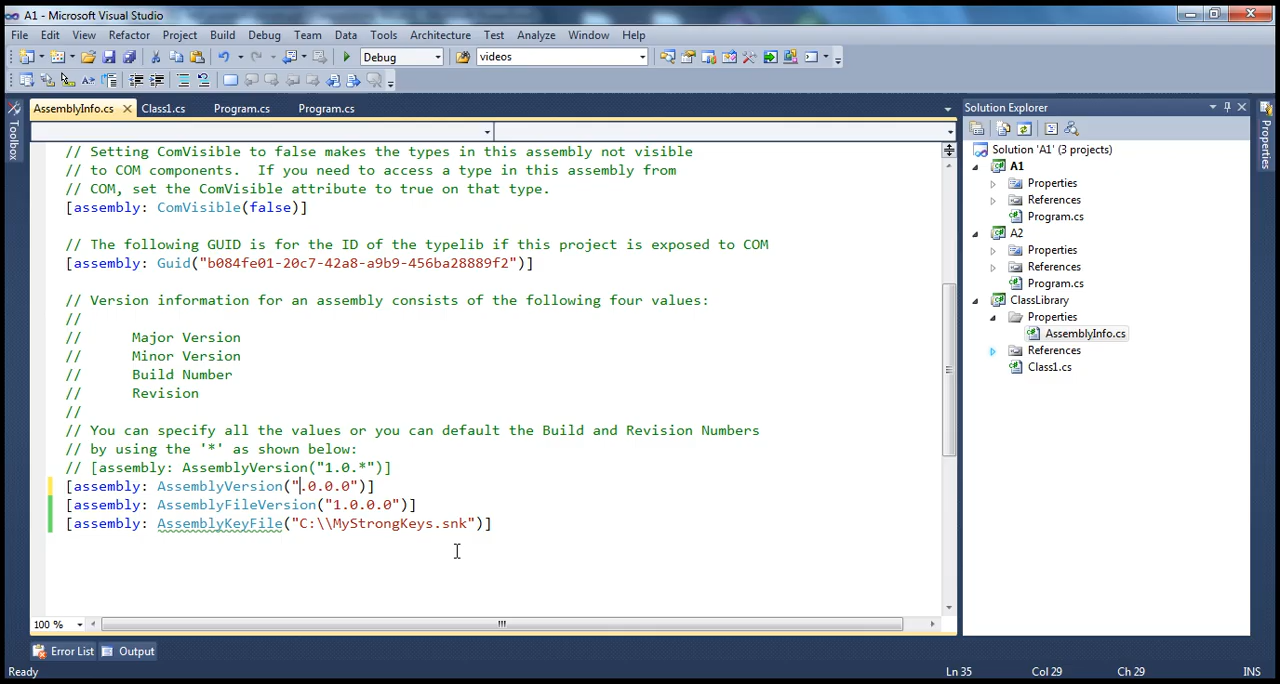 A1 - Microsoft Visual Studio
File Edit View Refactor Project Build Debug Team Data Tools Architecture Test Analyze Window Help
Debug videos
AssemblyInfo.cs Class1.cs Program.cs Program.cs
Solution Explorer
Toolbox
Properties
// Setting ComVisible to false makes the types in this assembly not visible
// to COM components.  If you need to access a type in this assembly from
// COM, set the ComVisible attribute to true on that type.
[assembly: ComVisible(false)]
// The following GUID is for the ID of the typelib if this project is exposed to COM
[assembly: Guid("b084fe01-20c7-42a8-a9b9-456ba28889f2")]
// Version information for an assembly consists of the following four values:
//
//      Major Version
//      Minor Version
//      Build Number
//      Revision
//
// You can specify all the values or you can default the Build and Revision Numbers
// by using the '*' as shown below:
// [assembly: AssemblyVersion("1.0.*")]
[assembly: AssemblyVersion(".0.0.0")]
[assembly: AssemblyFileVersion("1.0.0.0")]
[assembly: AssemblyKeyFile("C:\\MyStrongKeys.snk")]
Solution 'A1' (3 projects)
A1
Properties
References
Program.cs
A2
Properties
References
Program.cs
ClassLibrary
Properties
AssemblyInfo.cs
References
Class1.cs
100 %
Error List Output
Ready Ln 35 Col 29 Ch 29 INS